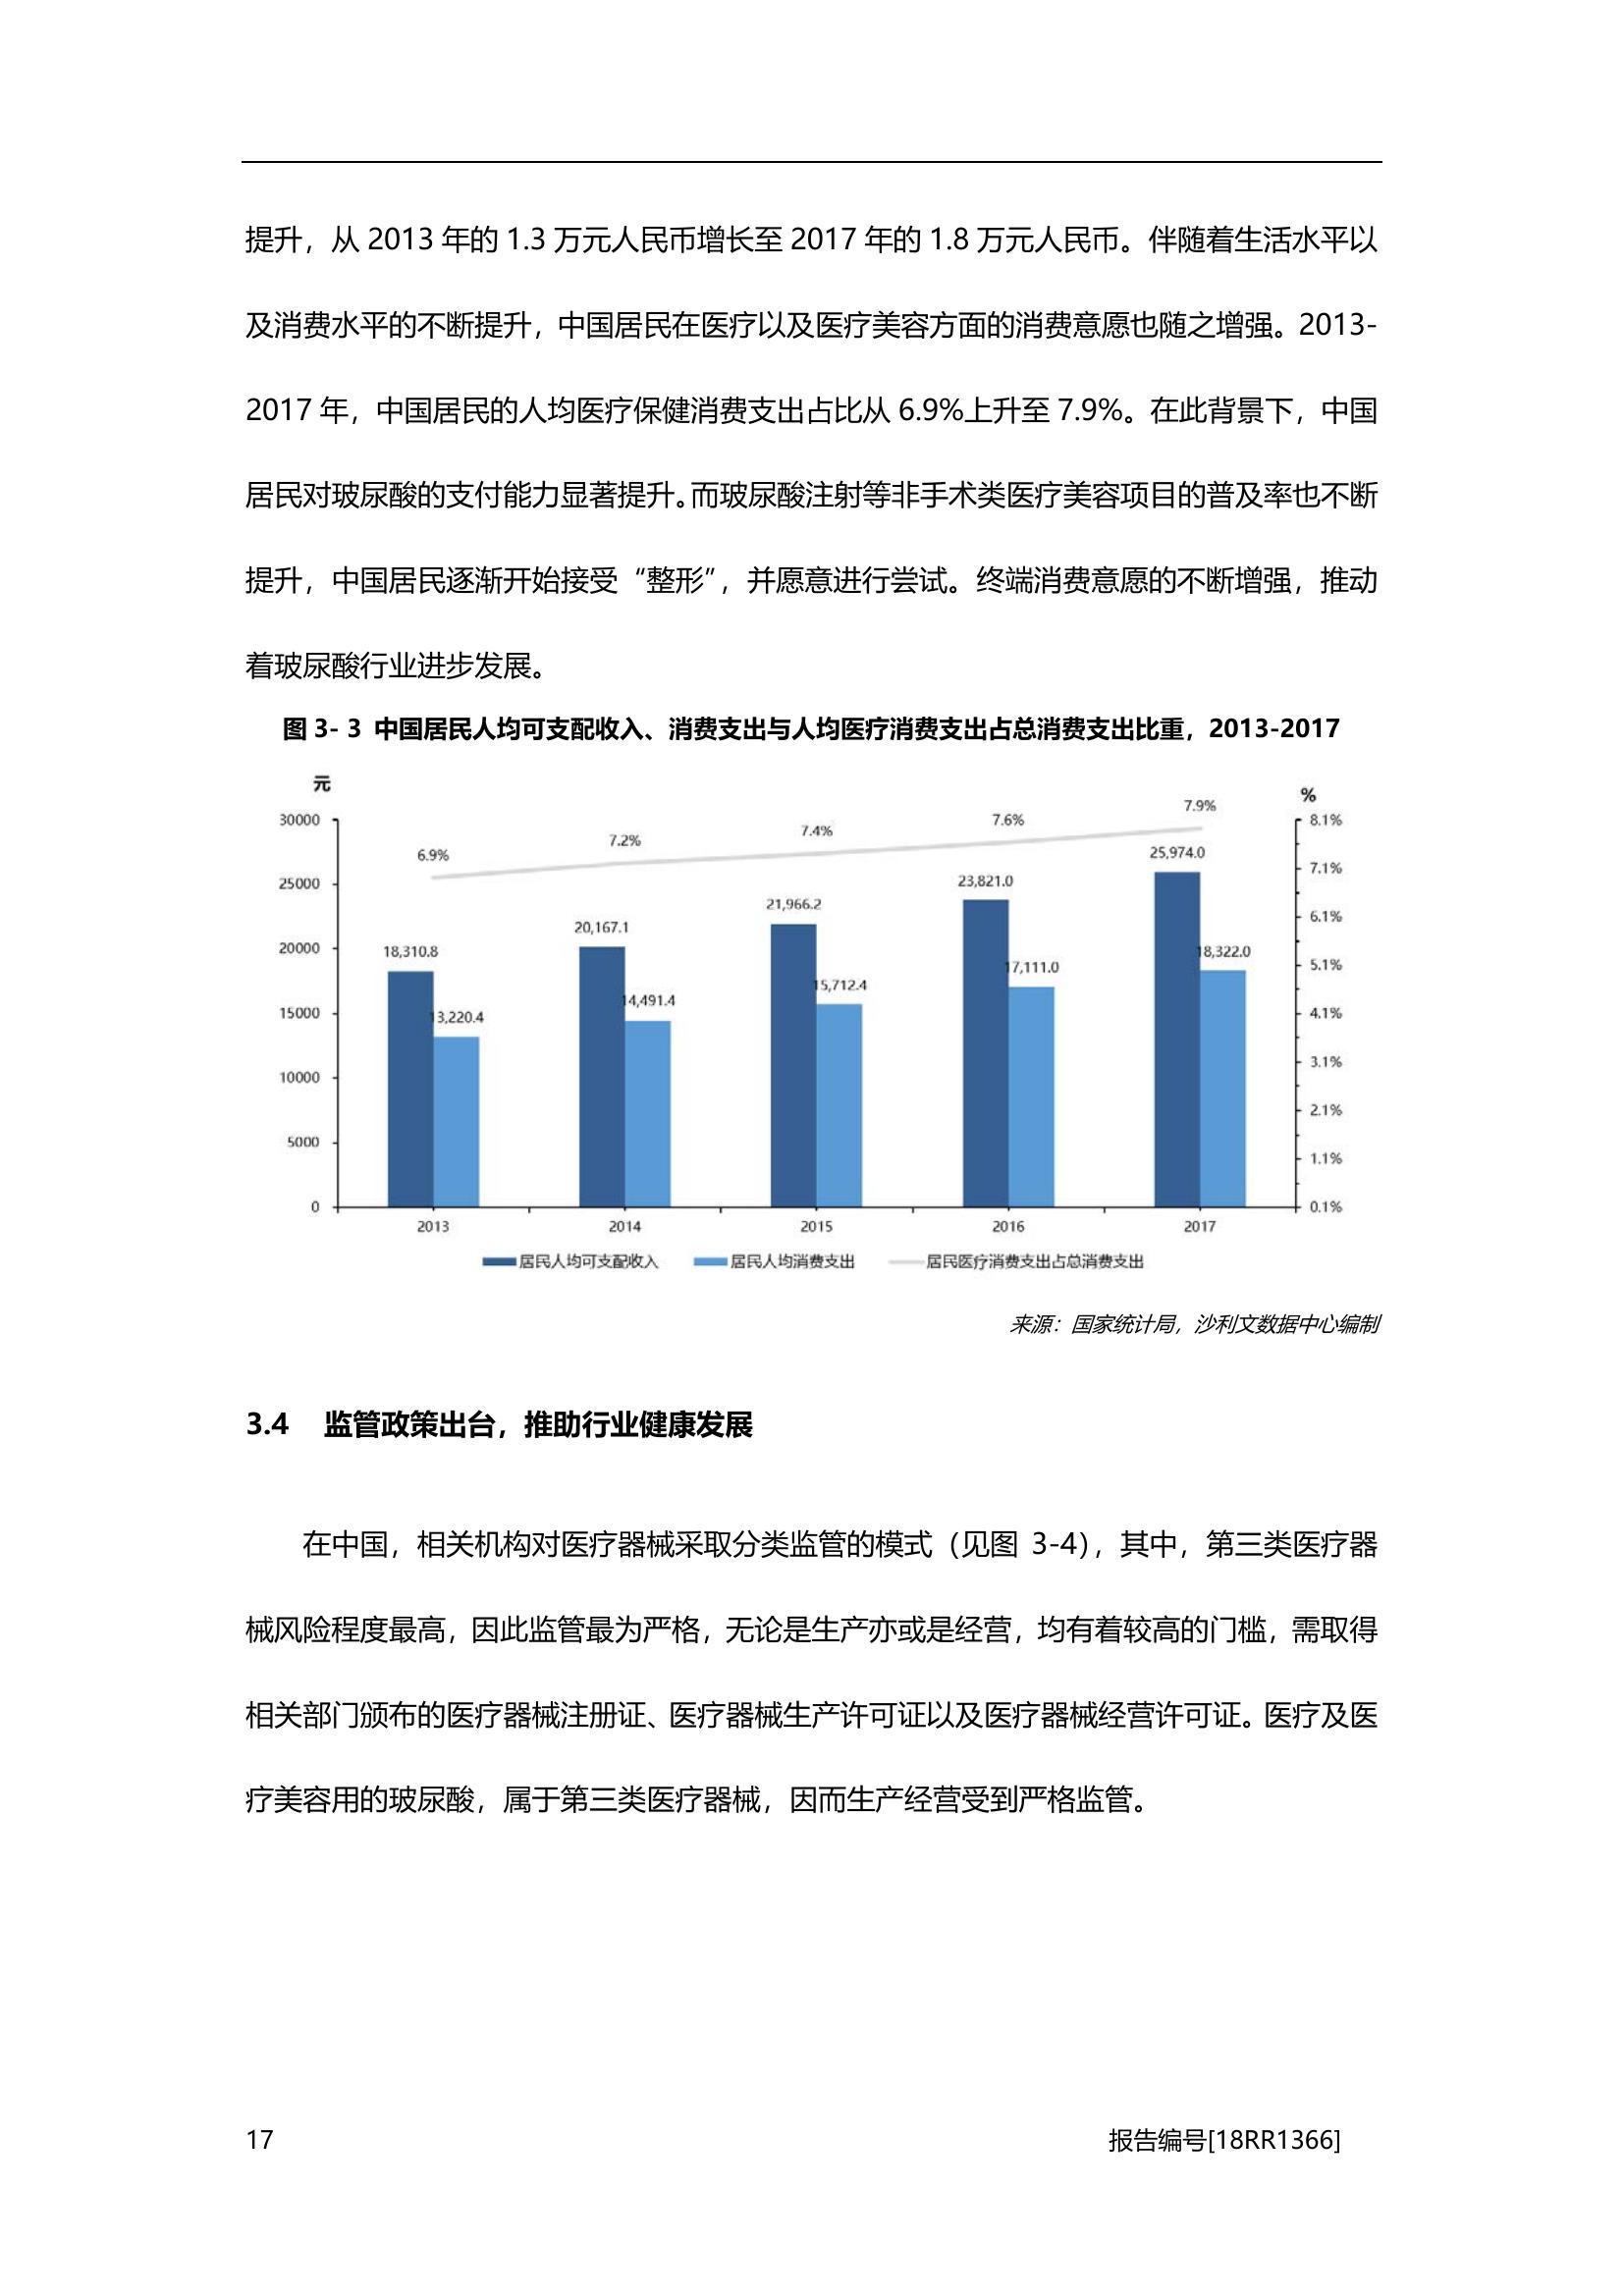 提升，从 2013 年的 1.3 万元人民币增长至 2017 年的 1.8 万元人民币。伴随着生活水平以
及消费水平的不断提升，中国居民在医疗以及医疗美容方面的消费意愿也随之增强。2013-
2017 年，中国居民的人均医疗保健消费支出占比从 6.9%上升至 7.9%。在此背景下，中国
居民对玻尿酸的支付能力显著提升。而玻尿酸注射等非手术类医疗美容项目的普及率也不断
提升，中国居民逐渐开始接受“整形”，并愿意进行尝试。终端消费意愿的不断增强，推动
着玻尿酸行业进步发展。
图 3- 3 中国居民人均可支配收入、消费支出与人均医疗消费支出占总消费支出比重，2013-2017
元
%
30000
25000
20000
15000
10000
5000
0
6.9%
7.2%
7.4%
7.6%
7.9%
18,310.8
13,220.4
20,167.1
14,491.4
21,966.2
15,712.4
23,821.0
17,111.0
25,974.0
18,322.0
8.1%
7.1%
6.1%
5.1%
4.1%
3.1%
2.1%
1.1%
0.1%
2013 2014 2015 2016 2017
居民人均可支配收入 居民人均消费支出 居民医疗消费支出占总消费支出
来源：国家统计局，沙利文数据中心编制
3.4 监管政策出台，推助行业健康发展
在中国，相关机构对医疗器械采取分类监管的模式（见图 3-4），其中，第三类医疗器
械风险程度最高，因此监管最为严格，无论是生产亦或是经营，均有着较高的门槛，需取得
相关部门颁布的医疗器械注册证、医疗器械生产许可证以及医疗器械经营许可证。医疗及医
疗美容用的玻尿酸，属于第三类医疗器械，因而生产经营受到严格监管。
17 报告编号[18RR1366]